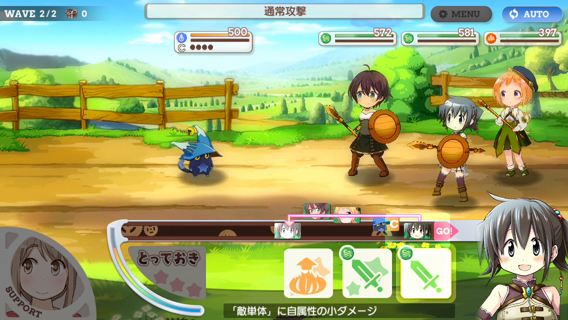 WAVE 2/2 0
通常攻撃
MENU
AUTO
500
C
572
581
397
GO!
SUPPORT
とっておき
「敵単体」に自属性の小ダメージ